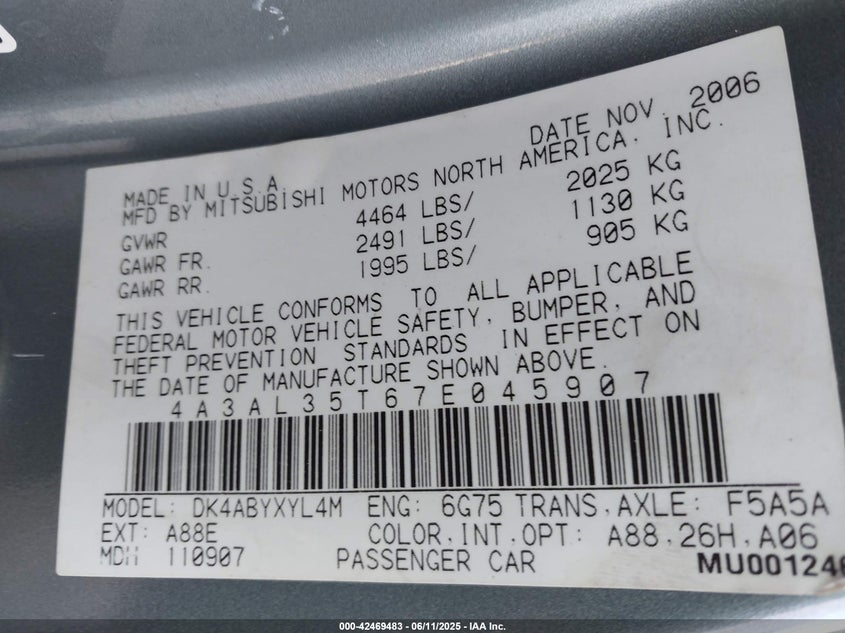 DATE NOV, 2006
MADE IN U.S.A.
MFD BY MITSUBISHI MOTORS NORTH AMERICA, INC.
GVWR 4464 LBS/ 2025 KG
GAWR FR. 2491 LBS/ 1130 KG
GAWR RR. 1995 LBS/ 905 KG
THIS VEHICLE CONFORMS TO ALL APPLICABLE
FEDERAL MOTOR VEHICLE SAFETY, BUMPER, AND
THEFT PREVENTION STANDARDS IN EFFECT ON
THE DATE OF MANUFACTURE SHOWN ABOVE.
4A3AL35T67E045907
MODEL: DK4ABYXYL4M ENG: 6G75 TRANS,AXLE: F5A5A
EXT: A88E COLOR,INT,OPT: A88,26H,A06
MDH 110907 PASSENGER CAR MU001246
000-42469483 - 06/11/2025 - IAA Inc.